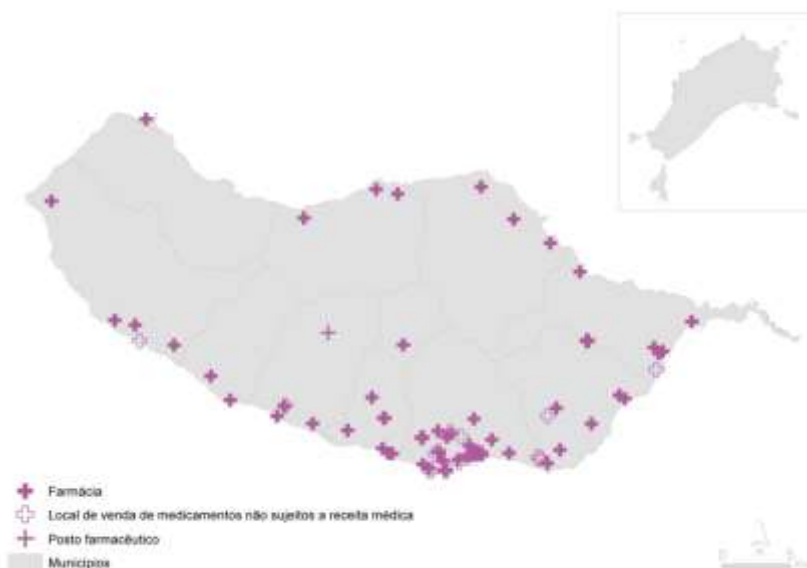 Farmácia
Local de venda de medicamentos não sujeitos a receita médica
Posto farmacêutico
Municípios